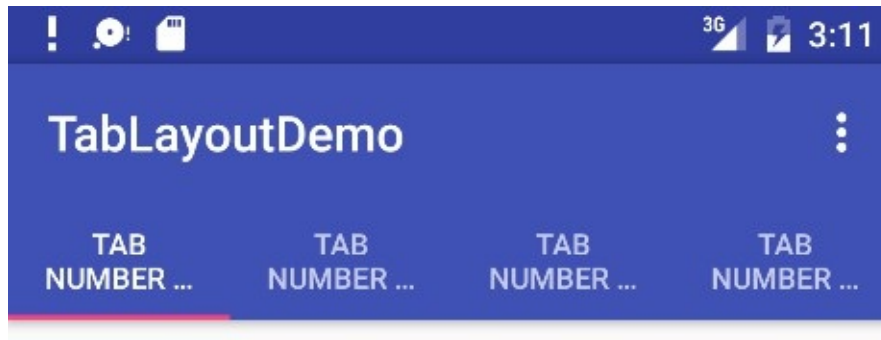 3G 3:11
TabLayoutDemo
TAB TAB TAB TAB
NUMBER ... NUMBER ... NUMBER ... NUMBER ...